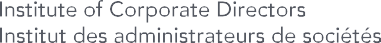 Institute of Corporate Directors
Institut des administrateurs de sociétés